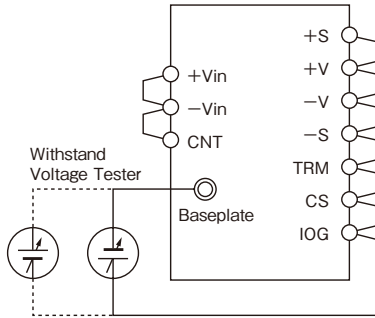 +Vin
−Vin
CNT
Withstand
Voltage Tester
Baseplate
+S
+V
−V
−S
TRM
CS
IOG